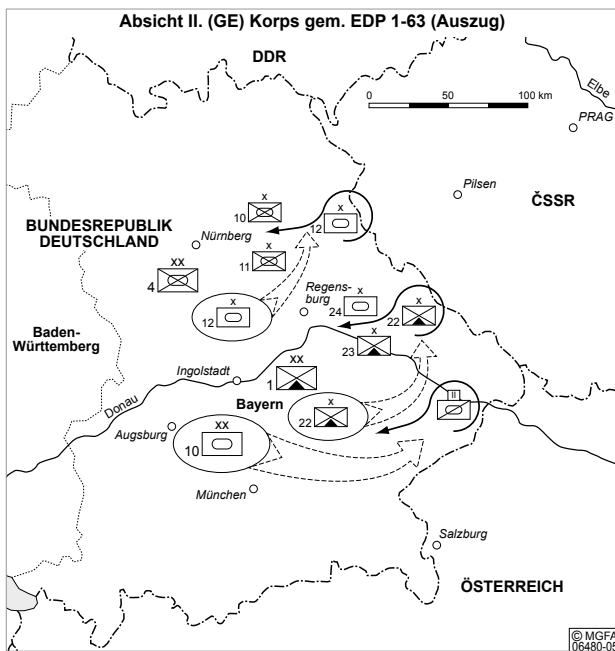 Absicht II. (GE) Korps gem. EDP 1-63 (Auszug)
DDR
0 50 100 km
Elbe
PRAG
Pilsen
ČSSR
X
10
X
12
BUNDESREPUBLIK
DEUTSCHLAND
Nürnberg
X
11
XX
4
X
12
Regens-
burg
X
24
X
22
X
23
Baden-
Württemberg
Ingolstadt
XX
1
Donau
Bayern
X
22
II
Augsburg
XX
10
München
Salzburg
ÖSTERREICH
© MGFA
06480-05